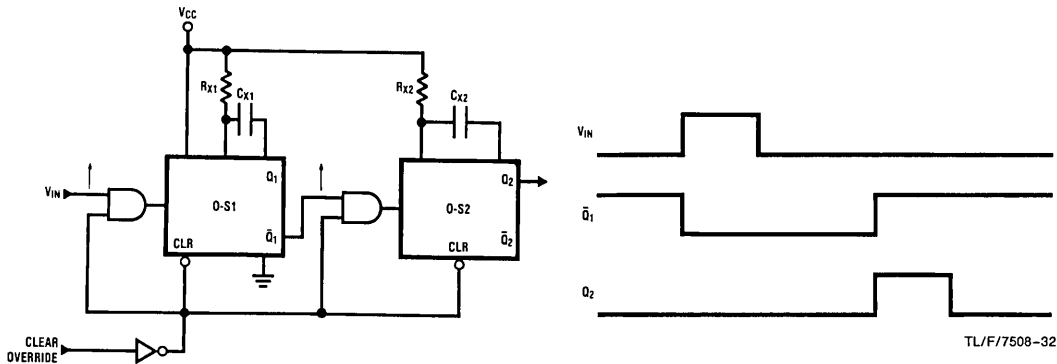 VCC
RX1
CX1
RX2
CX2
VIN
Q1
O-S1
Q̄1
CLR
Q2
O-S2
Q̄2
CLR
CLEAR
OVERRIDE
VIN
Q̄1
Q2
TL/F/7508-32